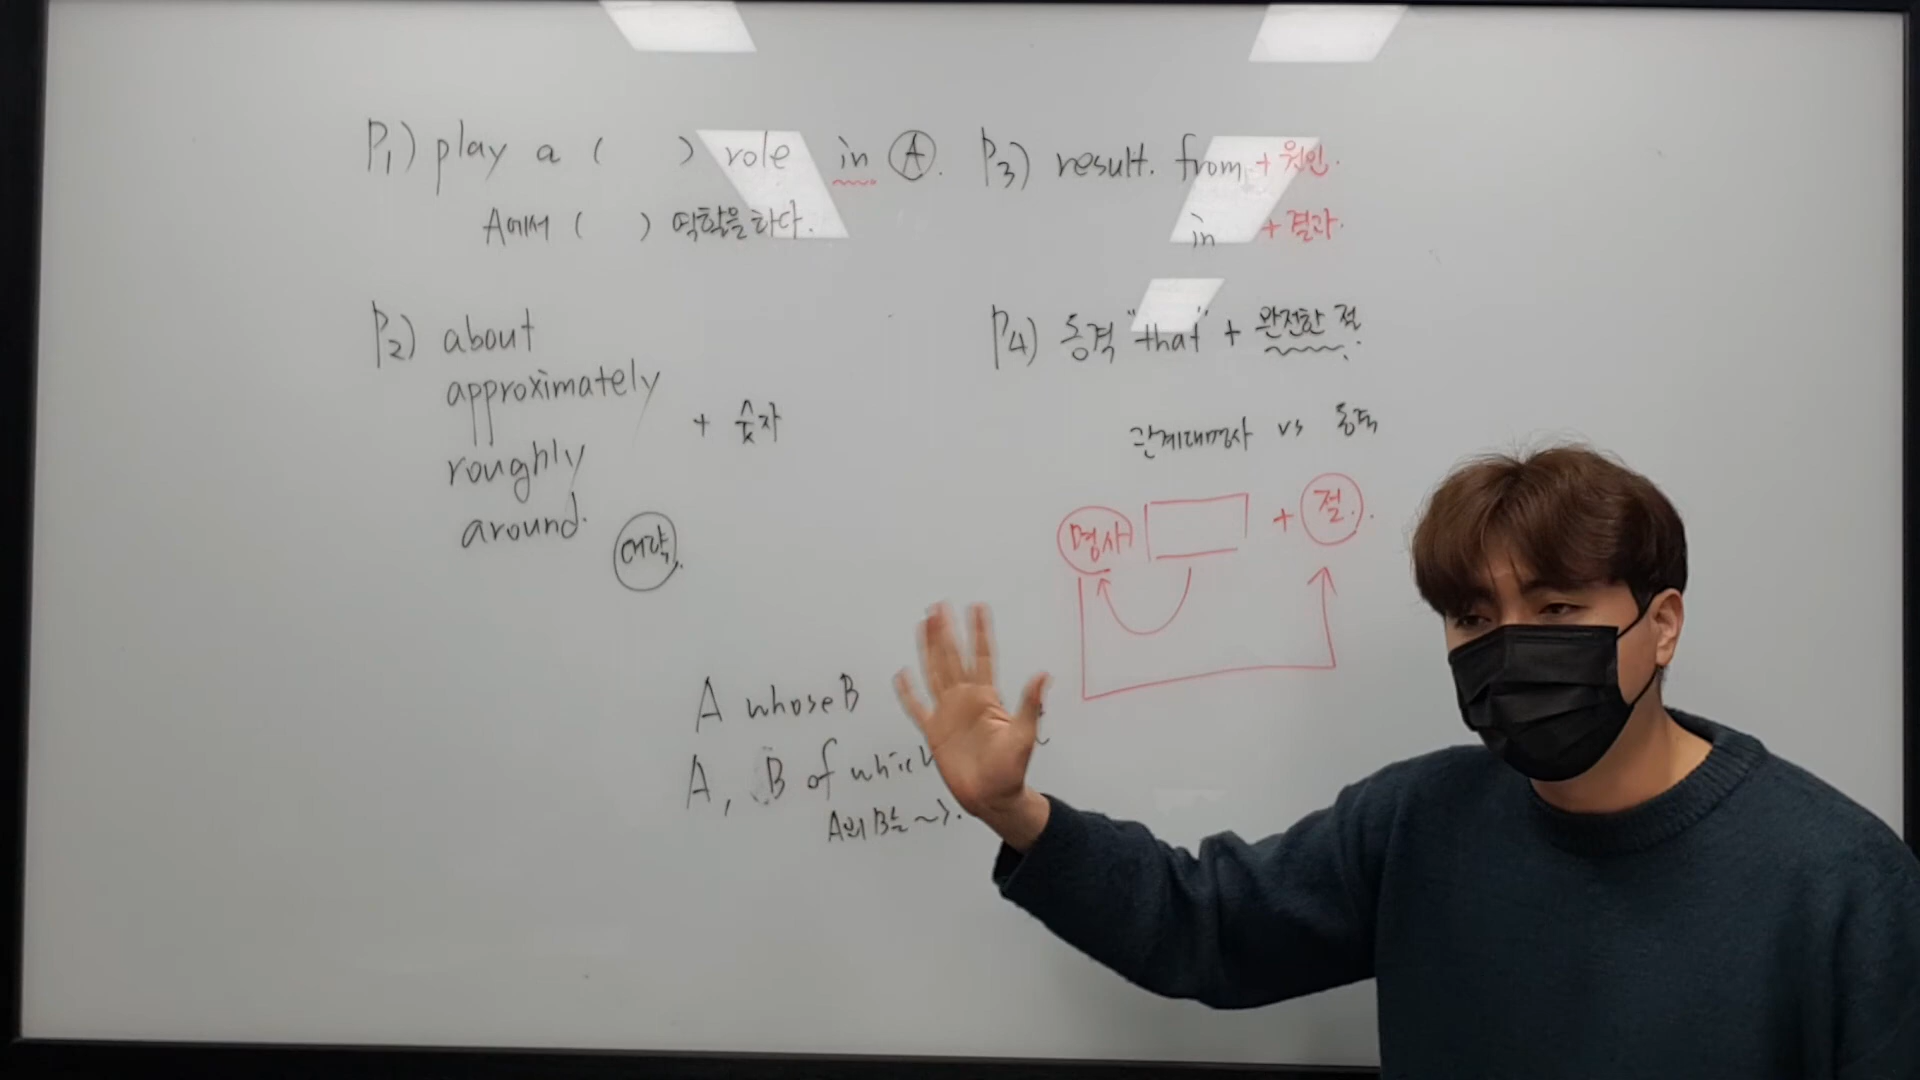 P1) play a (    ) role in A.
A에서 (    ) 역할을 하다.
P2) about
approximately
roughly
around.
+ 숫자
대략.
P3) result. from + 원인.
in + 결과.
P4) 동격 "that" + 완전한 절.
관계대명사 vs 동격
명사 + 절.
A whose B
A, B of which
A의 B는 ~>.